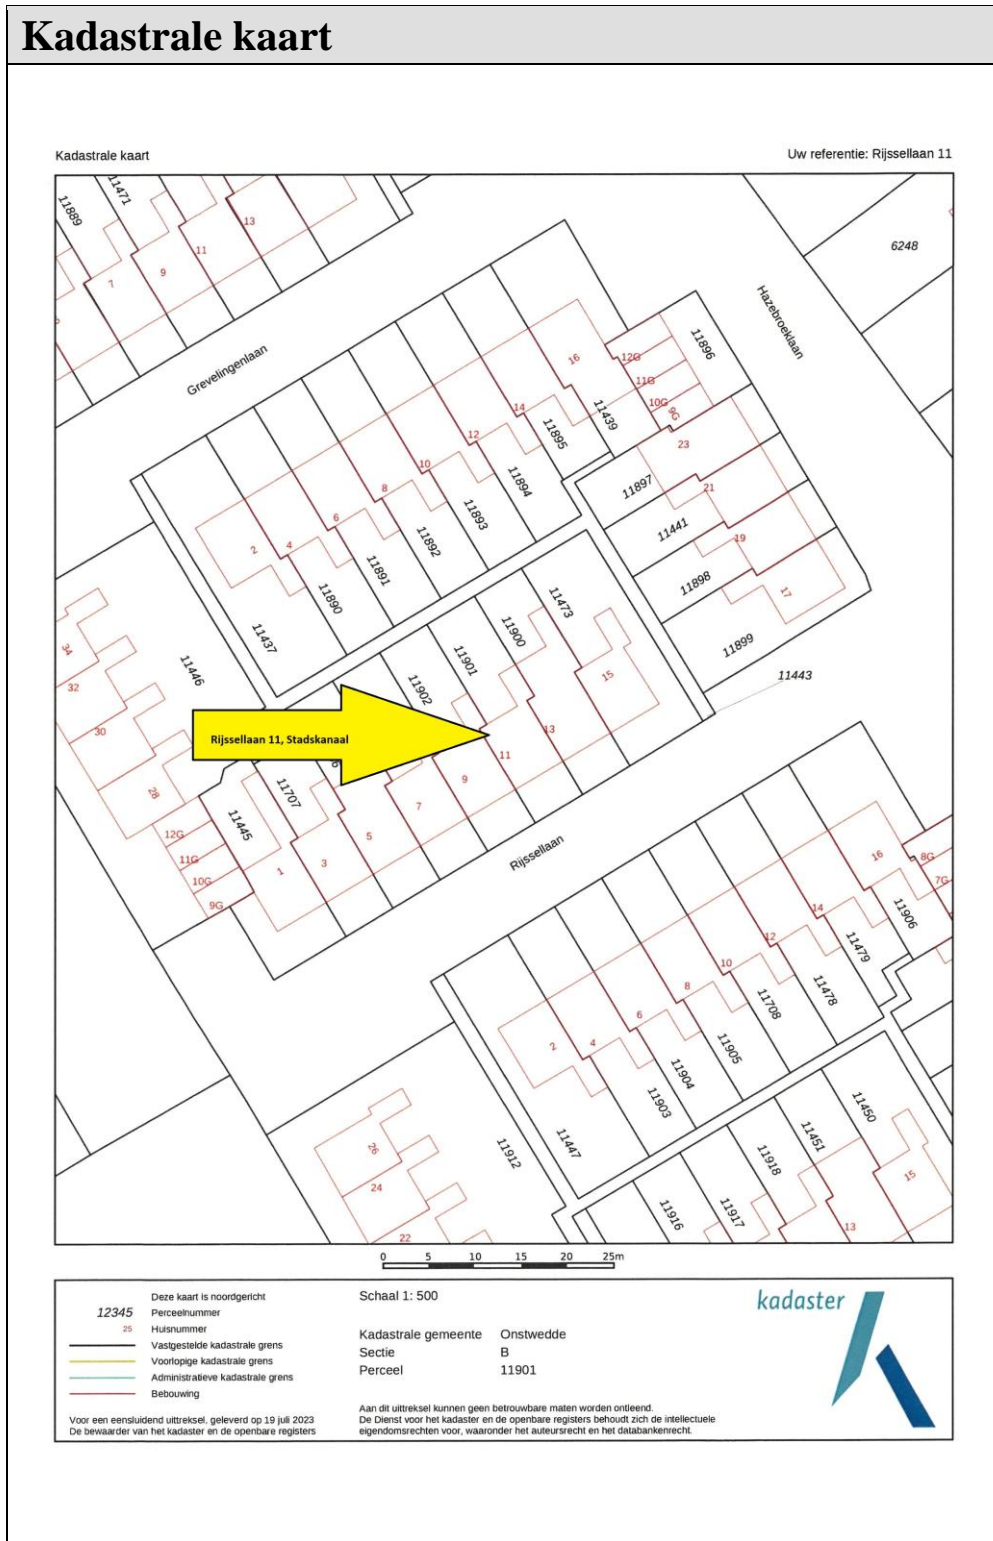 Kadastrale kaart
Kadastrale kaart
Uw referentie: Rijssellaan 11
11889
11471
7
9
11
13
6248
Grevelingenlaan
Hazebroeklaan
11896
12G
11G
10G
9G
16
11439
14
11895
12
11894
10
11893
8
11892
6
11891
4
11890
2
11437
23
11897
21
11441
19
11898
17
11899
11443
11473
11900
11901
11902
15
13
11
9
7
5
3
1
Rijssellaan 11, Stadskanaal
11446
34
32
30
28
12G
11G
10G
9G
11445
11707
Rijssellaan
16
8G
7G
11906
14
11479
12
11478
10
11708
8
11905
6
11904
4
11903
2
11447
11912
26
24
22
11450
11451
11918
11917
11916
15
13
0 5 10 15 20 25m
Deze kaart is noordgericht
12345 Perceelnummer
25 Huisnummer
Vastgestelde kadastrale grens
Voorlopige kadastrale grens
Administratieve kadastrale grens
Bebouwing
Voor een eensluidend uittreksel, geleverd op 19 juli 2023
De bewaarder van het kadaster en de openbare registers
Schaal 1: 500
Kadastrale gemeente Onstwedde
Sectie B
Perceel 11901
Aan dit uittreksel kunnen geen betrouwbare maten worden ontleend.
De Dienst voor het kadaster en de openbare registers behoudt zich de intellectuele
eigendomsrechten voor, waaronder het auteursrecht en het databankenrecht.
kadaster